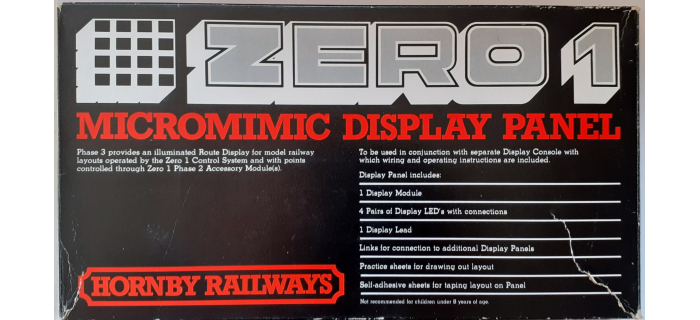 ZERO 1
MICROMIMIC DISPLAY PANEL
Phase 3 provides an illuminated Route Display for model railway
layouts operated by the Zero 1 Control System and with points
controlled through Zero 1 Phase 2 Accessory Module(s).
To be used in conjunction with separate Display Console with
which wiring and operating instructions are included.
Display Panel includes:
1 Display Module
4 Pairs of Display LED's with connections
1 Display Lead
Links for connection to additional Display Panels
Practice sheets for drawing out layout
Self-adhesive sheets for taping layout on Panel
Not recommended for children under 8 years of age.
HORNBY RAILWAYS